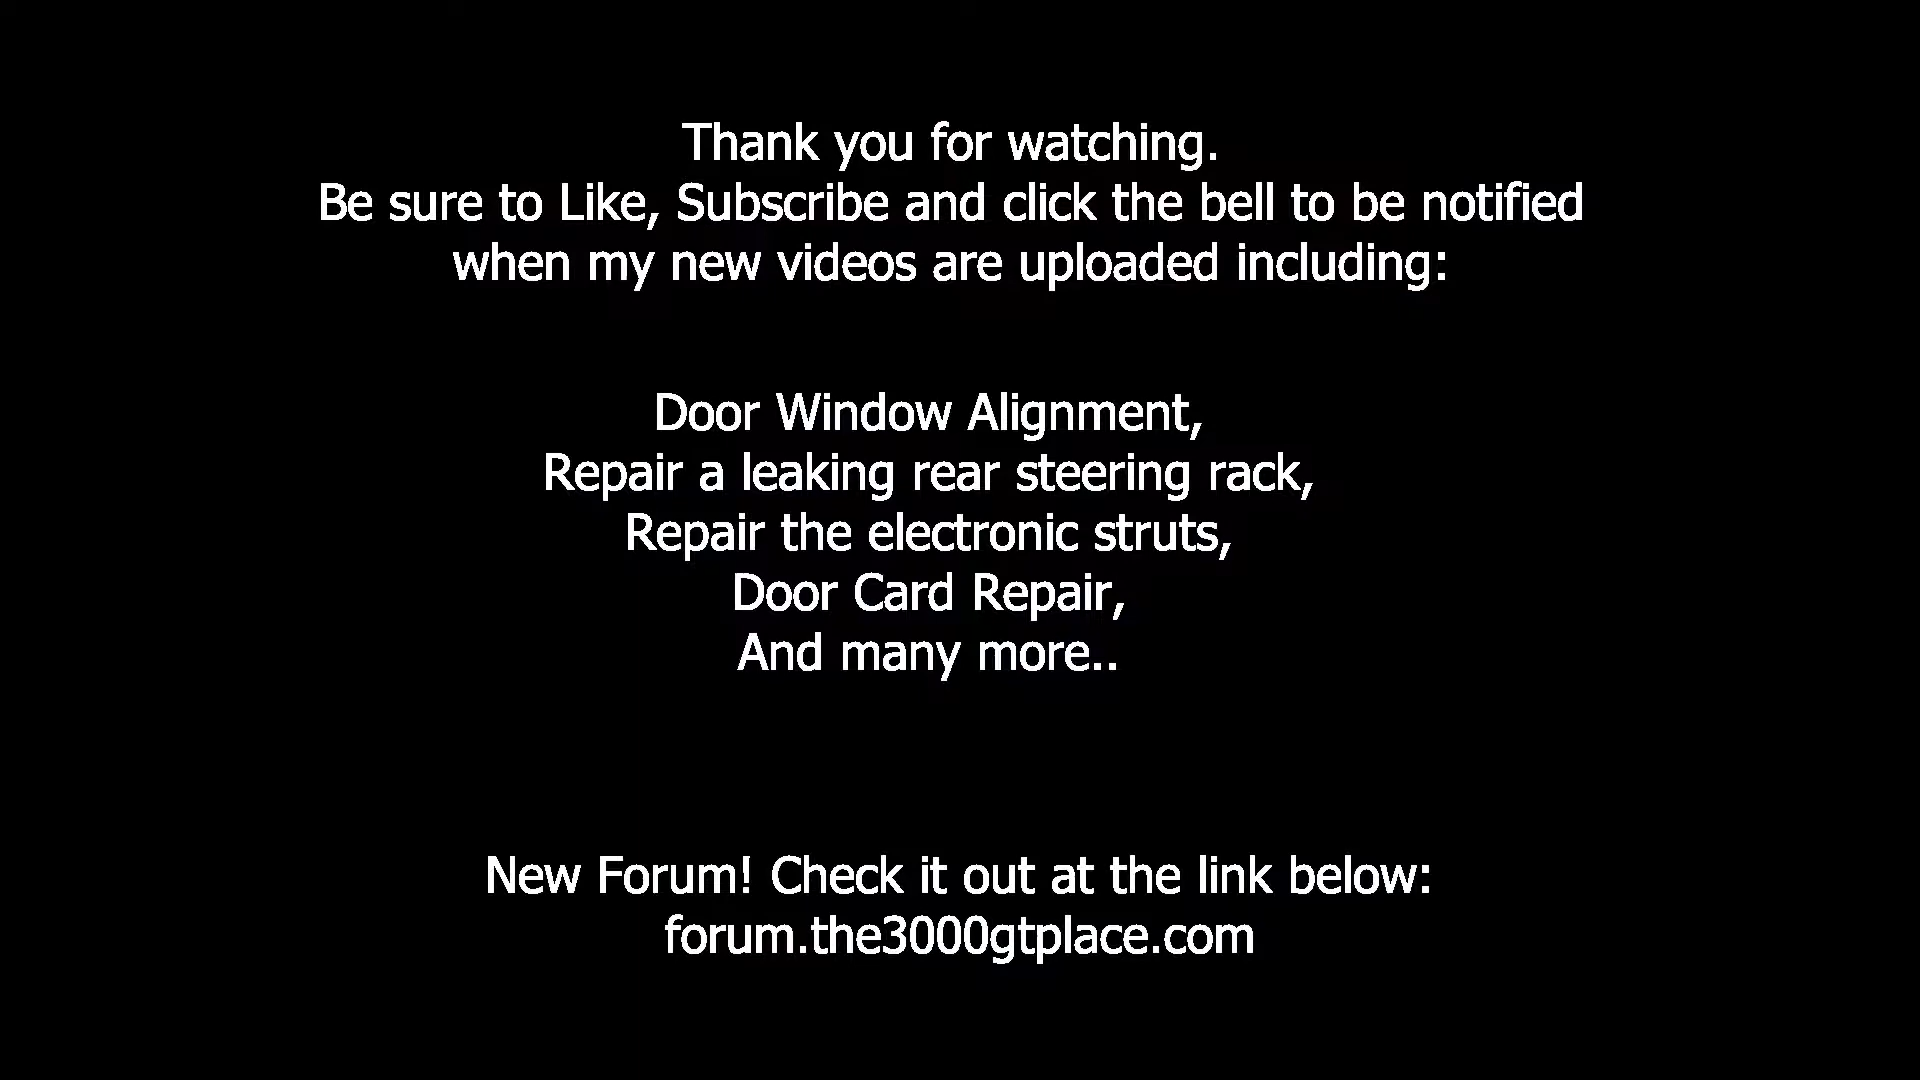 Thank you for watching.
Be sure to Like, Subscribe and click the bell to be notified
when my new videos are uploaded including:
Door Window Alignment,
Repair a leaking rear steering rack,
Repair the electronic struts,
Door Card Repair,
And many more..
New Forum! Check it out at the link below:
forum.the3000gtplace.com